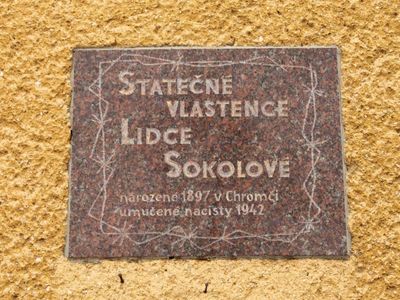 Statečné
vlastence
Lidce
Sokolové
narozené 1897 v Chromči
umučené nacisty 1942